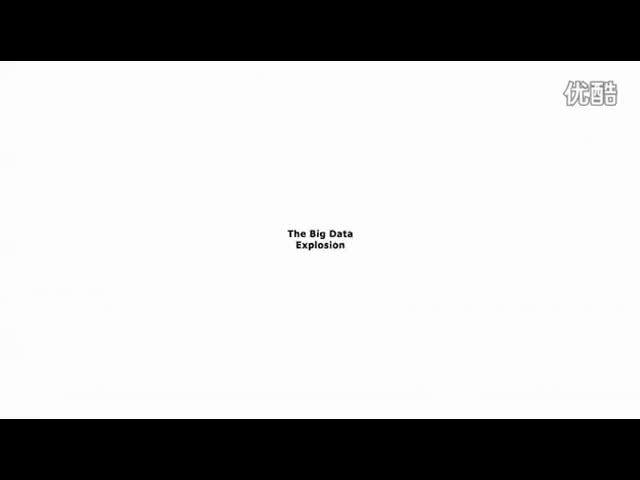 优酷
The Big Data
Explosion